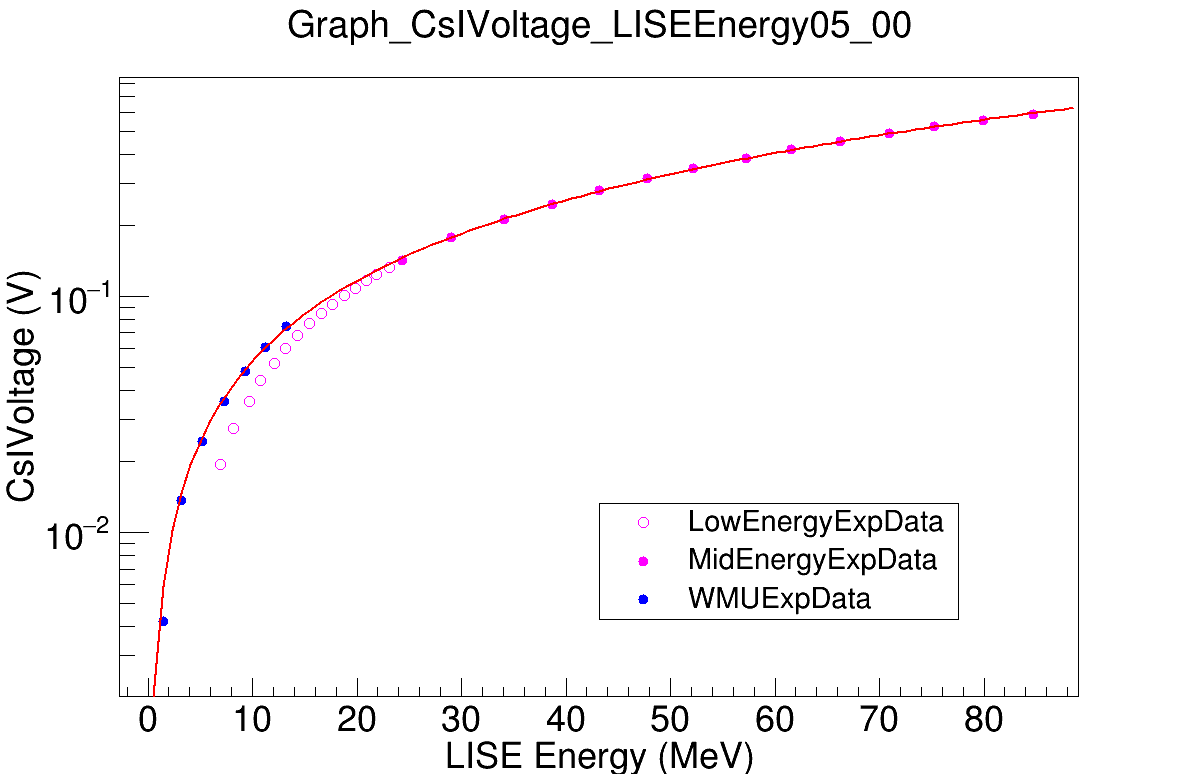 Graph_CsIVoltage_LISEEnergy05_00
CsIVoltage (V)
10⁻¹
10⁻²
LowEnergyExpData
MidEnergyExpData
WMUExpData
0 10 20 30 40 50 60 70 80
LISE Energy (MeV)